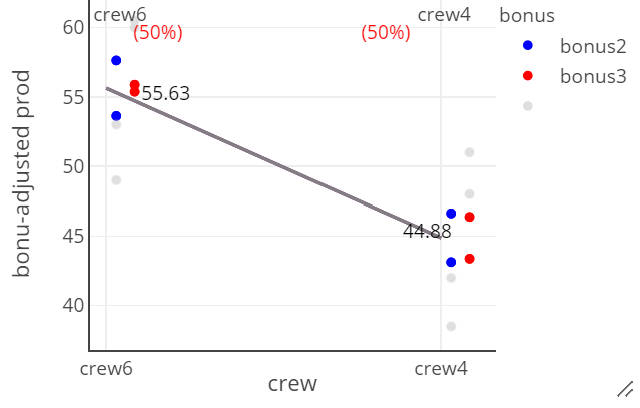 crew6
crew4
bonus
(50%)
(50%)
bonus2
bonus3
60
55
50
45
40
55.63
44.88
bonu-adjusted prod
crew6
crew4
crew